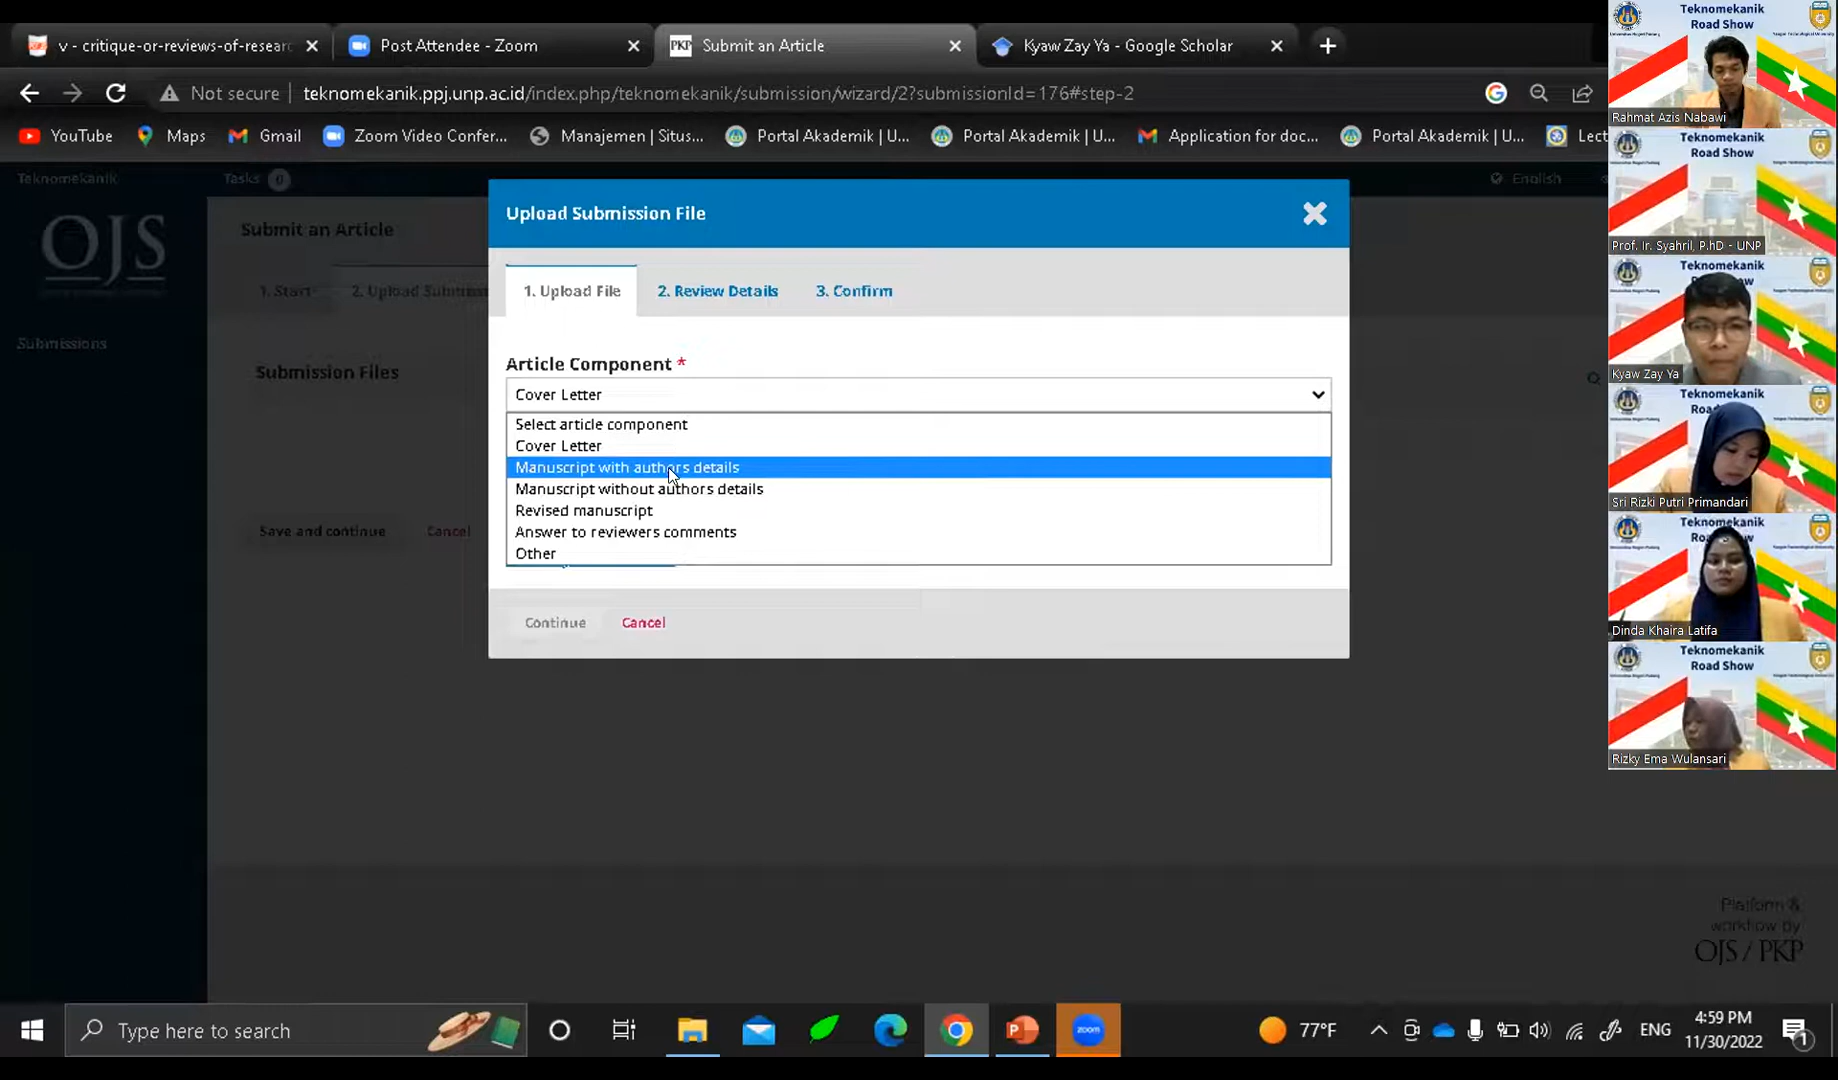 v - critique-or-reviews-of-researc
Post Attendee - Zoom
PKP Submit an Article
Kyaw Zay Ya - Google Scholar
Not secure
teknomekanik.ppj.unp.ac.id/index.php/teknomekanik/submission/wizard/2?submissionId=176#step-2
YouTube
Maps
Gmail
Zoom Video Confer...
Manajemen | Situs...
Portal Akademik | U...
Portal Akademik | U...
Application for doc...
Portal Akademik | U...
Lect
Teknomekanik
Tasks 0
English
OJS
Submit an Article
1. Start
2. Upload Submiss
Submissions
Submission Files
Save and continue
Cancel
Upload Submission File
1. Upload File
2. Review Details
3. Confirm
Article Component *
Cover Letter
Select article component
Cover Letter
Manuscript with authors details
Manuscript without authors details
Revised manuscript
Answer to reviewers comments
Other
Continue
Cancel
Platform &
workflow by
OJS / PKP
Teknomekanik
Road Show
Rahmat Azis Nabawi
Teknomekanik
Road Show
Prof. Ir. Syahril, P.hD - UNP
Teknomekanik
Kyaw Zay Ya
Teknomekanik
Sri Rizki Putri Primandari
Teknomekanik
Dinda Khaira Latifa
Teknomekanik
Road Show
Rizky Ema Wulansari
Type here to search
zoom
77°F
ENG
4:59 PM
11/30/2022
1